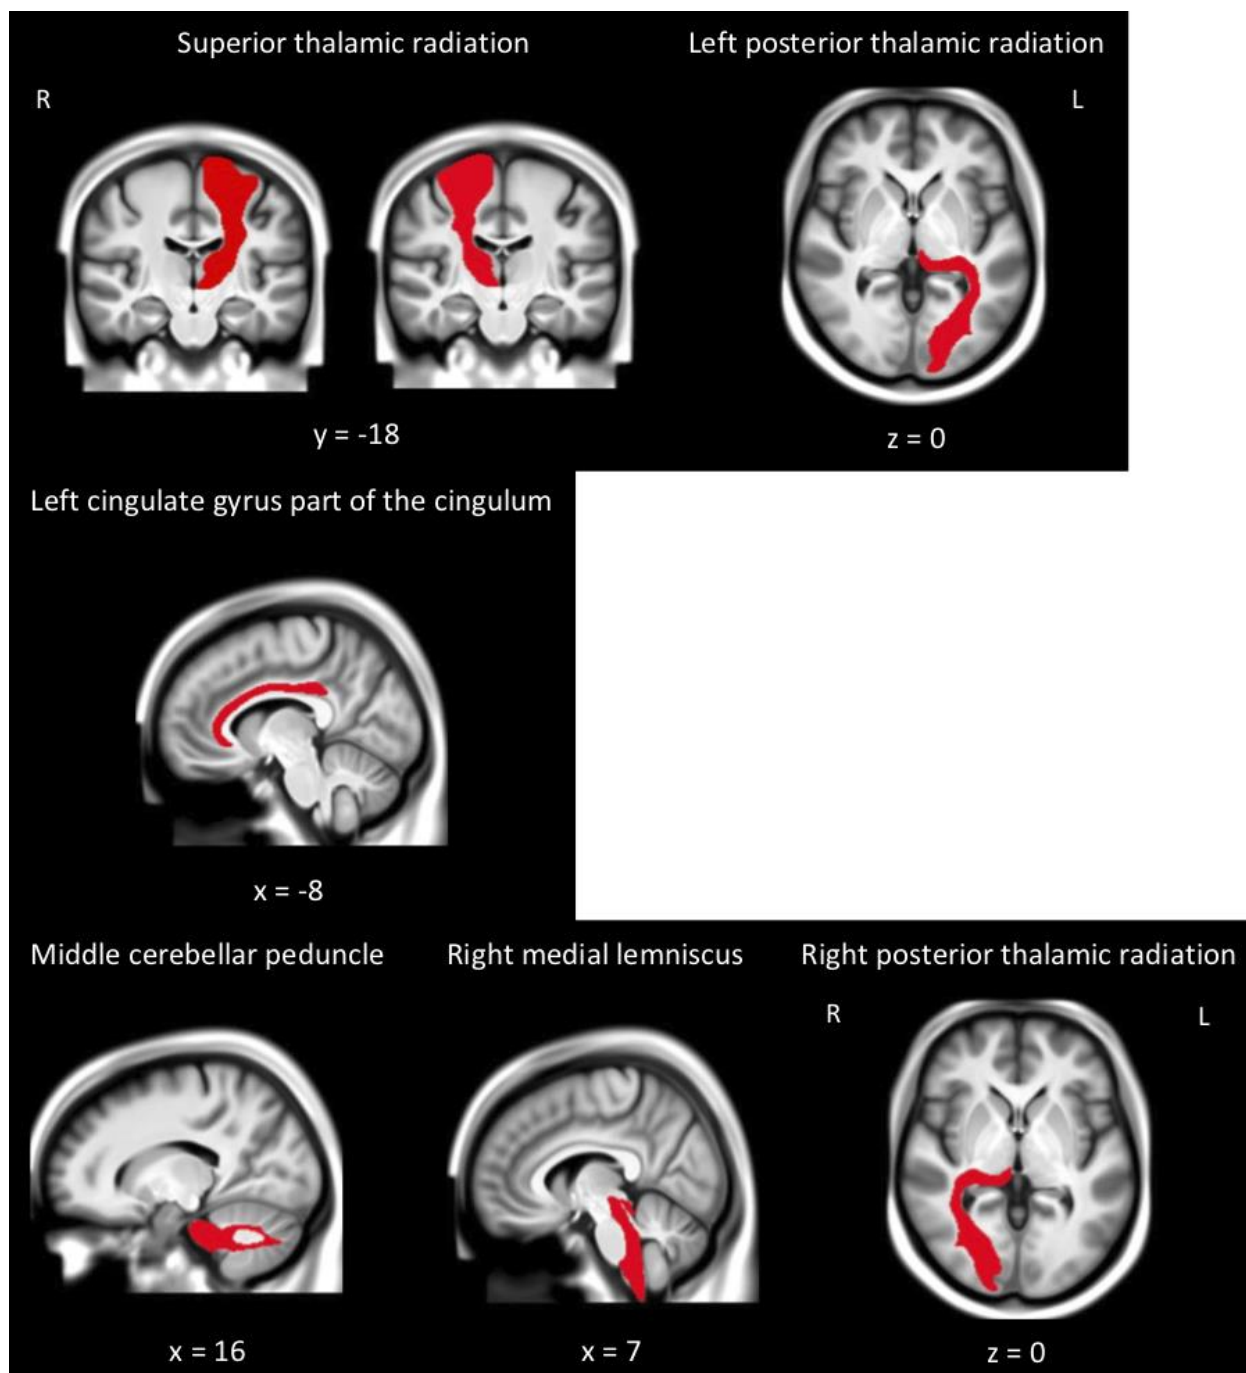 Superior thalamic radiation
Left posterior thalamic radiation
R
L
y = -18
z = 0
Left cingulate gyrus part of the cingulum
x = -8
Middle cerebellar peduncle
Right medial lemniscus
Right posterior thalamic radiation
R
L
x = 16
x = 7
z = 0